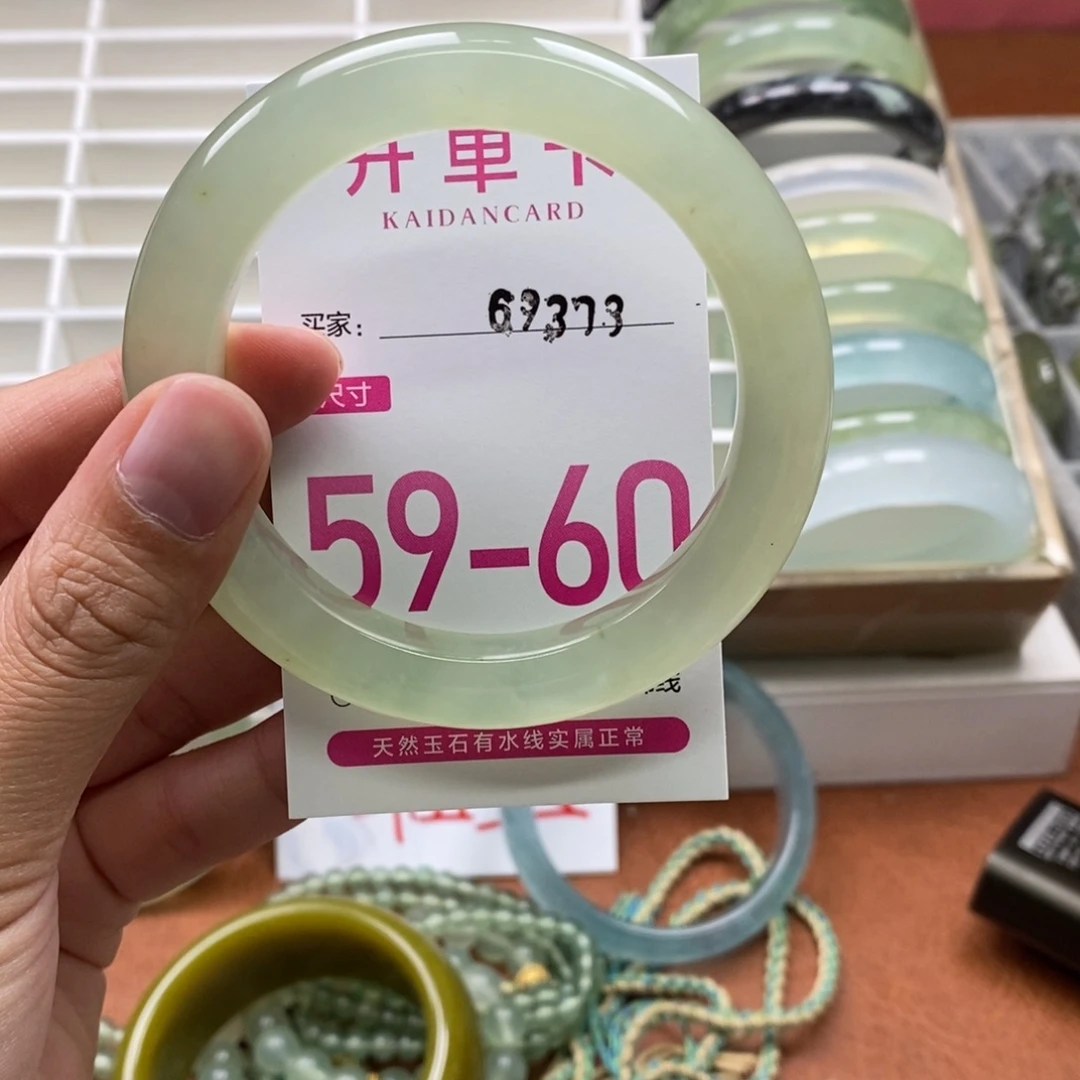 开单卡
KAIDANCARD
买家： 69373
尺寸
59-60
线
天然玉石有水线实属正常